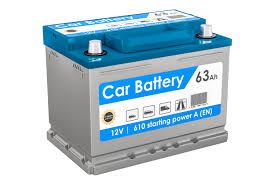 Car Battery 63Ah
12V | 610 starting power A (EN)